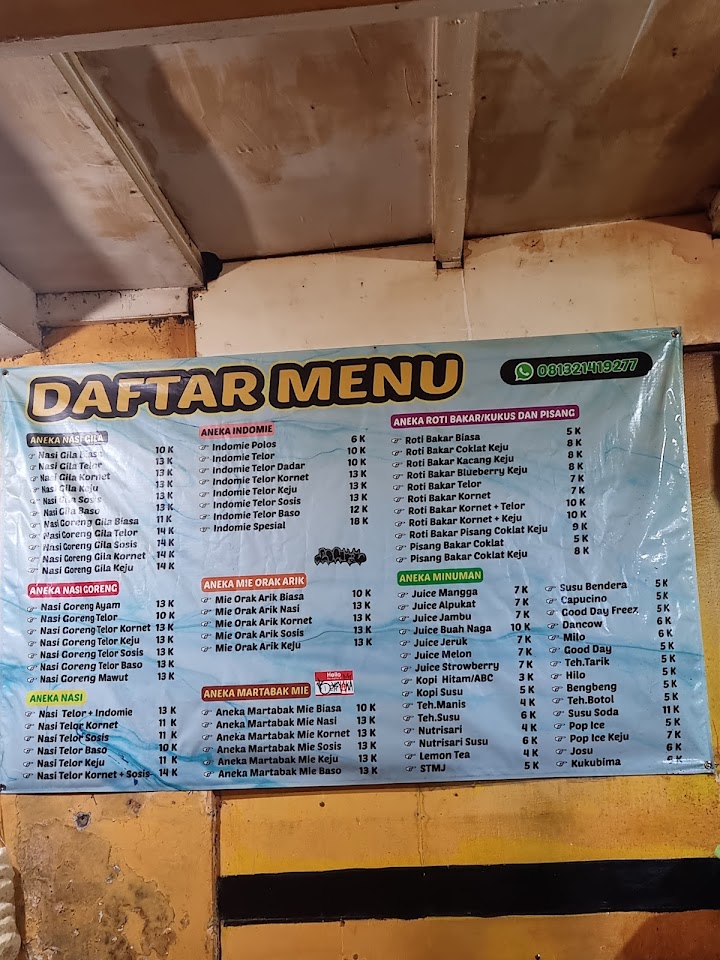 DAFTAR MENU
081321419277
ANEKA NASI GILA
Nasi Gila Biasa 10 K
Nasi Gila Telor 13 K
Nasi Gila Kornet 13 K
Nasi Gila Keju 13 K
Nasi Gila Sosis 13 K
Nasi Gila Baso 13 K
Nasi Goreng Gila Biasa 11 K
Nasi Goreng Gila Telor 14 K
Nasi Goreng Gila Sosis 14 K
Nasi Goreng Gila Kornet 14 K
Nasi Goreng Gila Keju 14 K
ANEKA NASI GORENG
Nasi Goreng Ayam 13 K
Nasi Goreng Telor 10 K
Nasi Goreng Telor Kornet 13 K
Nasi Goreng Telor Keju 13 K
Nasi Goreng Telor Sosis 13 K
Nasi Goreng Telor Baso 13 K
Nasi Goreng Mawut 13 K
ANEKA NASI
Nasi Telor + Indomie 13 K
Nasi Telor Kornet 11 K
Nasi Telor Sosis 11 K
Nasi Telor Baso 10 K
Nasi Telor Keju 11 K
Nasi Telor Kornet + Sosis 14 K
ANEKA INDOMIE
Indomie Polos 6 K
Indomie Telor 10 K
Indomie Telor Dadar 10 K
Indomie Telor Kornet 13 K
Indomie Telor Keju 13 K
Indomie Telor Sosis 13 K
Indomie Telor Baso 12 K
Indomie Spesial 18 K
ANEKA MIE ORAK ARIK
Mie Orak Arik Biasa 10 K
Mie Orak Arik Nasi 13 K
Mie Orak Arik Kornet 13 K
Mie Orak Arik Sosis 13 K
Mie Orak Arik Keju 13 K
Hello
ANEKA MARTABAK MIE
Aneka Martabak Mie Biasa 10 K
Aneka Martabak Mie Nasi 13 K
Aneka Martabak Mie Kornet 13 K
Aneka Martabak Mie Sosis 13 K
Aneka Martabak Mie Keju 13 K
Aneka Martabak Mie Baso 13 K
ANEKA ROTI BAKAR/KUKUS DAN PISANG
Roti Bakar Biasa 5 K
Roti Bakar Coklat Keju 8 K
Roti Bakar Kacang Keju 8 K
Roti Bakar Blueberry Keju 8 K
Roti Bakar Telor 7 K
Roti Bakar Kornet 7 K
Roti Bakar Kornet + Telor 10 K
Roti Bakar Kornet + Keju 10 K
Roti Bakar Pisang Coklat Keju 9 K
Pisang Bakar Coklat 5 K
Pisang Bakar Coklat Keju 8 K
ANEKA MINUMAN
Juice Mangga 7 K
Juice Alpukat 7 K
Juice Jambu 7 K
Juice Buah Naga 10 K
Juice Jeruk 7 K
Juice Melon 7 K
Juice Strowberry 7 K
Kopi Hitam/ABC 3 K
Kopi Susu 5 K
Teh.Manis 4 K
Teh.Susu 6 K
Nutrisari 4 K
Nutrisari Susu 6 K
Lemon Tea 4 K
STMJ 5 K
Susu Bendera 5 K
Capucino 5 K
Good Day Freez 5 K
Dancow 6 K
Milo 6 K
Good Day 5 K
Teh.Tarik 5 K
Hilo 5 K
Bengbeng 5 K
Teh.Botol 5 K
Susu Soda 11 K
Pop Ice 5 K
Pop Ice Keju 7 K
Josu 6 K
Kukubima 6 K